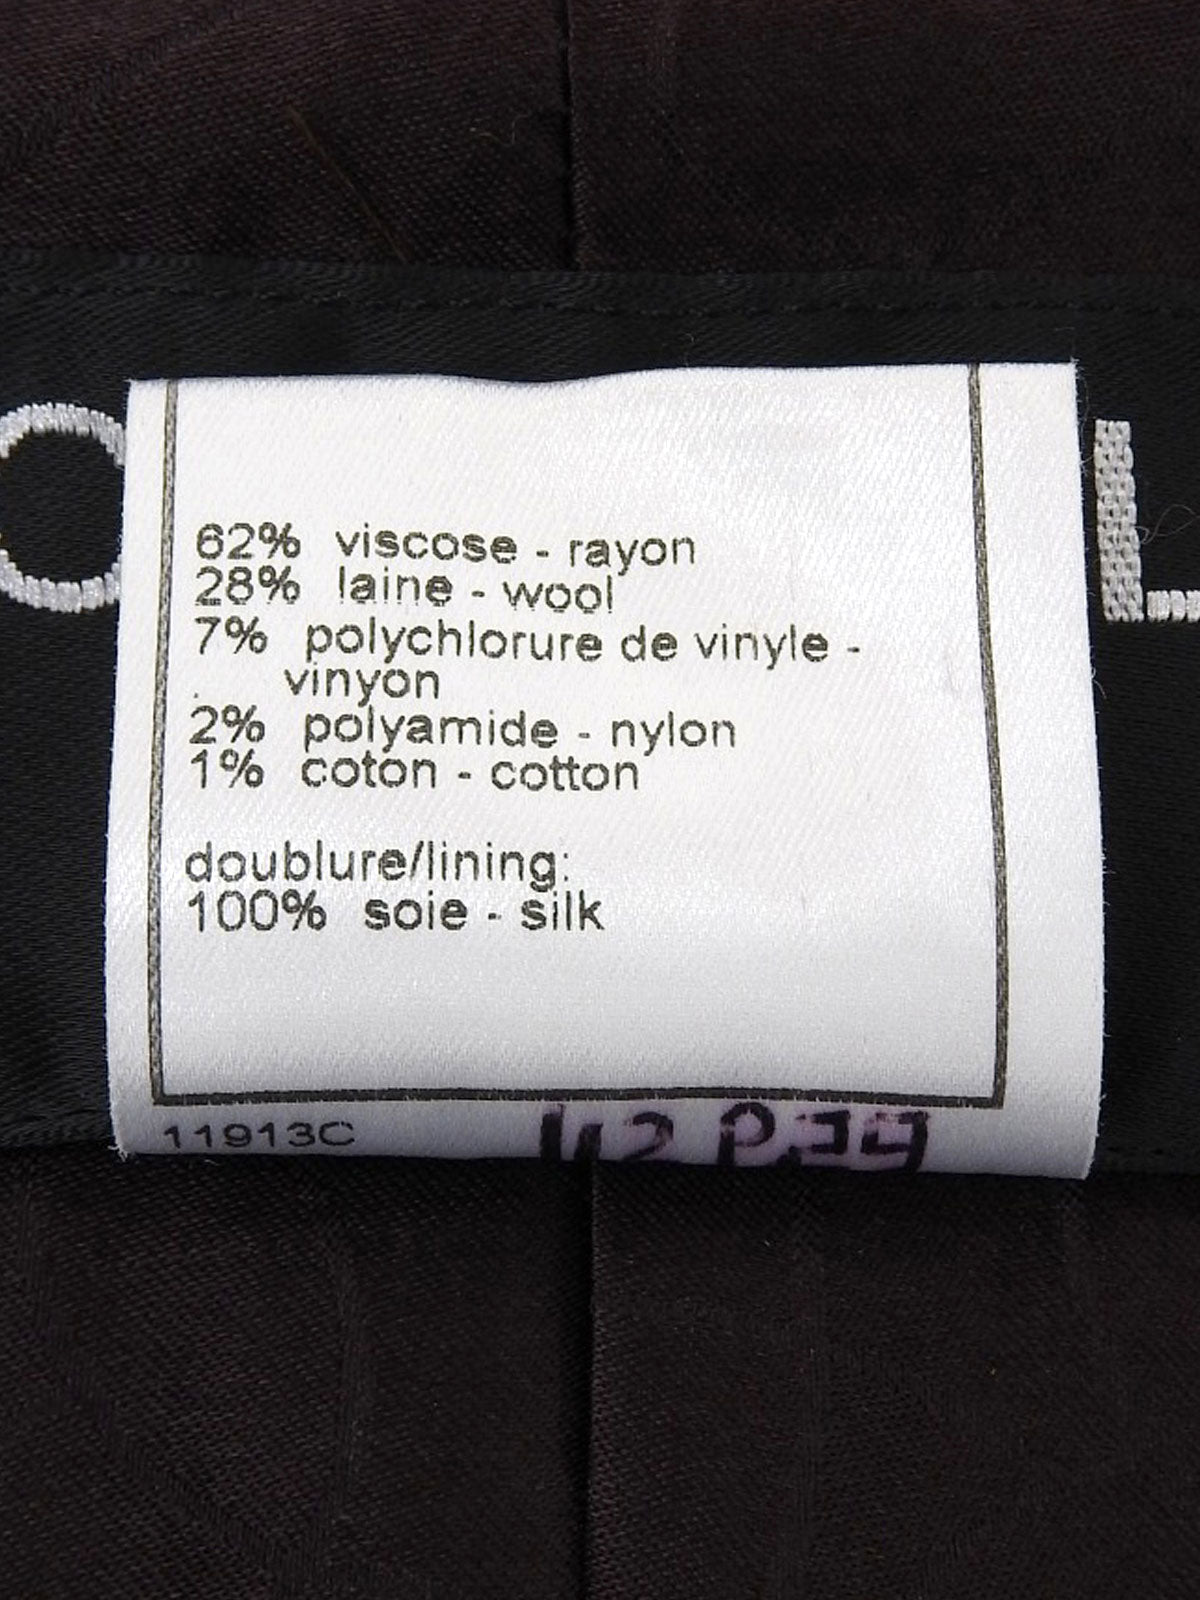 C L
62% viscose - rayon
28% laine - wool
7% polychlorure de vinyle -
vinyon
2% polyamide - nylon
1% coton - cotton
doublure/lining:
100% soie - silk
11913C
42